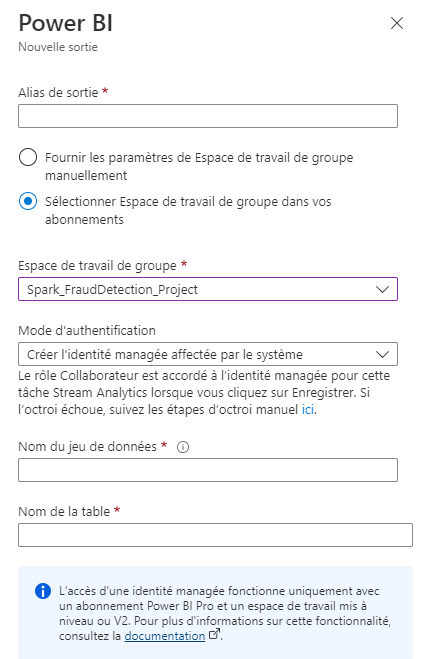 Power BI
Nouvelle sortie
Alias de sortie *
Fournir les paramètres de Espace de travail de groupe
manuellement
Sélectionner Espace de travail de groupe dans vos
abonnements
Espace de travail de groupe *
Spark_FraudDetection_Project
Mode d'authentification
Créer l'identité managée affectée par le système
Le rôle Collaborateur est accordé à l'identité managée pour cette
tâche Stream Analytics lorsque vous cliquez sur Enregistrer. Si
l'octroi échoue, suivez les étapes d'octroi manuel ici.
Nom du jeu de données *
Nom de la table *
L'accès d'une identité managée fonctionne uniquement avec
un abonnement Power BI Pro et un espace de travail mis à
niveau ou V2. Pour plus d'informations sur cette fonctionnalité,
consultez la documentation.